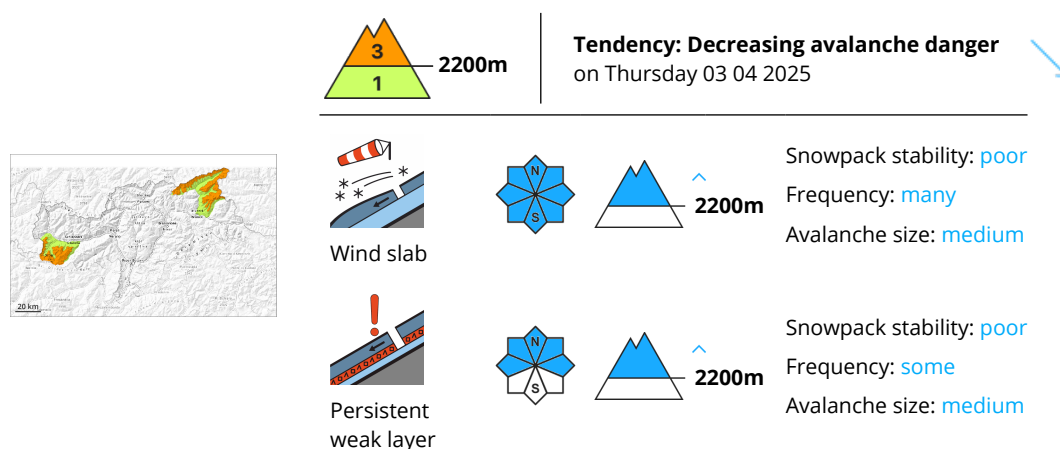 3
1
2200m
Tendency: Decreasing avalanche danger
on Thursday 03 04 2025
20 km
Wind slab
N
S
2200m
Snowpack stability: poor
Frequency: many
Avalanche size: medium
Persistent
weak layer
N
S
2200m
Snowpack stability: poor
Frequency: some
Avalanche size: medium